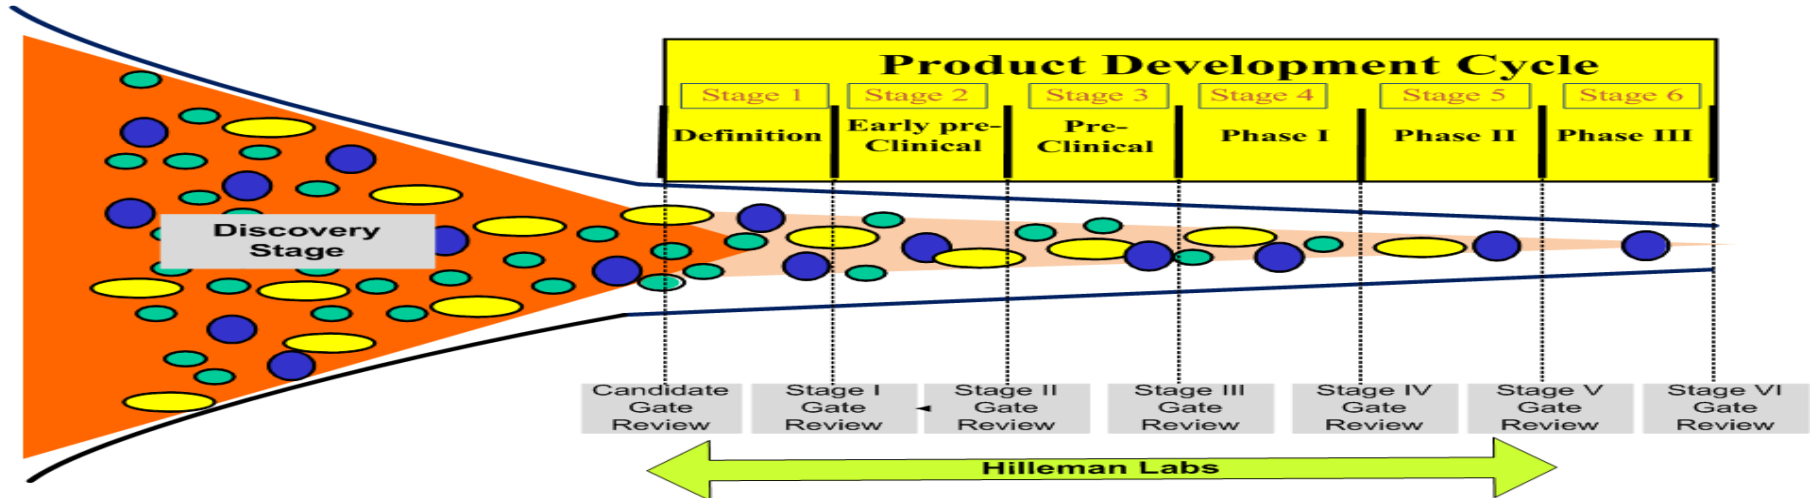 Product Development Cycle
Stage 1
Stage 2
Stage 3
Stage 4
Stage 5
Stage 6
Definition
Early pre-
Clinical
Pre-
Clinical
Phase I
Phase II
Phase III
Discovery
Stage
Candidate
Gate
Review
Stage I
Gate
Review
Stage II
Gate
Review
Stage III
Gate
Review
Stage IV
Gate
Review
Stage V
Gate
Review
Stage VI
Gate
Review
Hilleman Labs